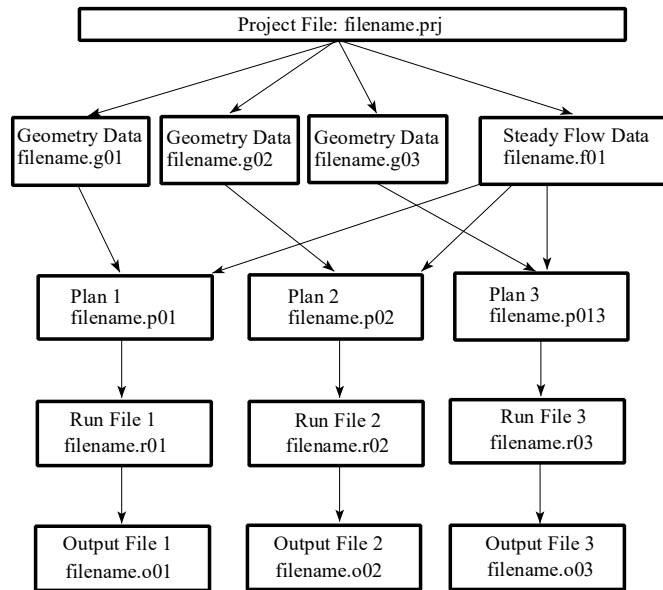 Project File: filename.prj
Geometry Data
filename.g01
Geometry Data
filename.g02
Geometry Data
filename.g03
Steady Flow Data
filename.f01
Plan 1
filename.p01
Plan 2
filename.p02
Plan 3
filename.p013
Run File 1
filename.r01
Run File 2
filename.r02
Run File 3
filename.r03
Output File 1
filename.o01
Output File 2
filename.o02
Output File 3
filename.o03